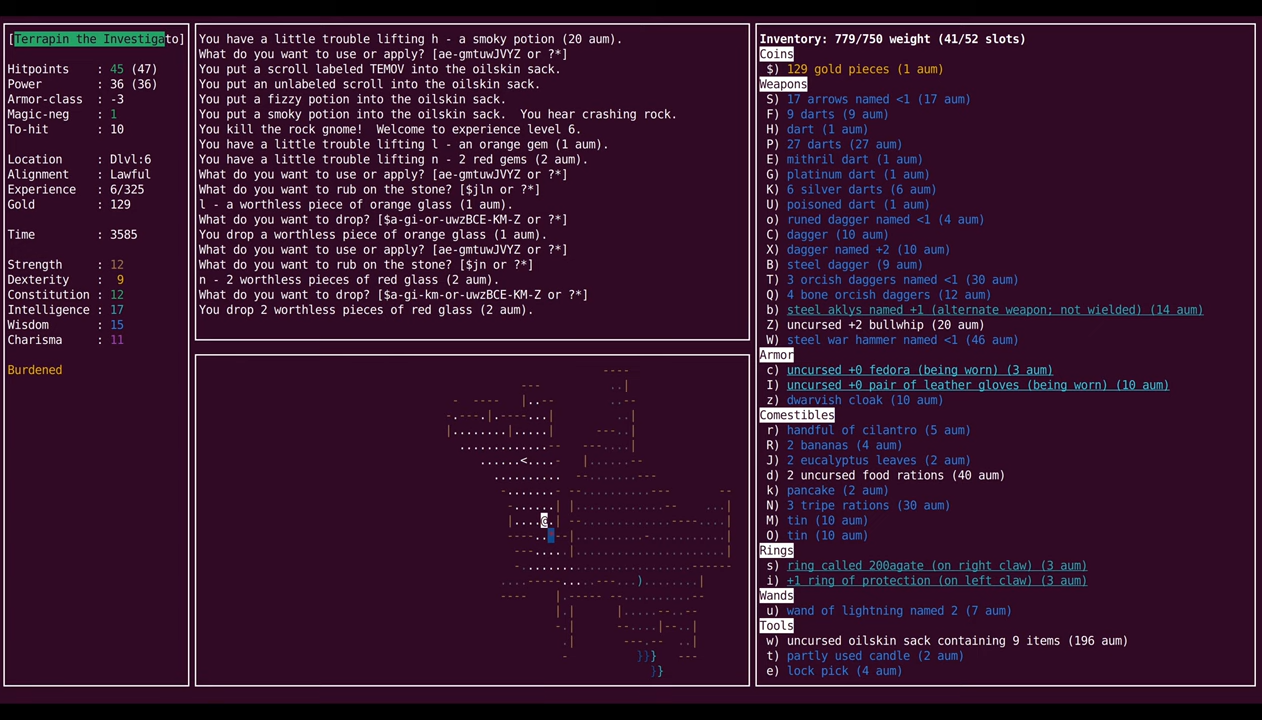 [Terrapin the Investigato]
Hitpoints : 45 (47)
Power : 36 (36)
Armor-class : -3
Magic-neg : 1
To-hit : 10
Location : Dlvl:6
Alignment : Lawful
Experience : 6/325
Gold : 129
Time : 3585
Strength : 12
Dexterity : 9
Constitution : 12
Intelligence : 17
Wisdom : 15
Charisma : 11
Burdened
You have a little trouble lifting h - a smoky potion (20 aum).
What do you want to use or apply? [ae-gmtuwJVYZ or ?*]
You put a scroll labeled TEMOV into the oilskin sack.
You put an unlabeled scroll into the oilskin sack.
You put a fizzy potion into the oilskin sack.
You put a smoky potion into the oilskin sack.  You hear crashing rock.
You kill the rock gnome!  Welcome to experience level 6.
You have a little trouble lifting l - an orange gem (1 aum).
You have a little trouble lifting n - 2 red gems (2 aum).
What do you want to use or apply? [ae-gmtuwJVYZ or ?*]
What do you want to rub on the stone? [$jln or ?*]
l - a worthless piece of orange glass (1 aum).
What do you want to drop? [$a-gi-or-uwzBCE-KM-Z or ?*]
You drop a worthless piece of orange glass (1 aum).
What do you want to use or apply? [ae-gmtuwJVYZ or ?*]
What do you want to rub on the stone? [$jn or ?*]
n - 2 worthless pieces of red glass (2 aum).
What do you want to drop? [$a-gi-km-or-uwzBCE-KM-Z or ?*]
You drop 2 worthless pieces of red glass (2 aum).
Inventory: 779/750 weight (41/52 slots)
Coins
$) 129 gold pieces (1 aum)
Weapons
S) 17 arrows named <1 (17 aum)
F) 9 darts (9 aum)
H) dart (1 aum)
P) 27 darts (27 aum)
E) mithril dart (1 aum)
G) platinum dart (1 aum)
K) 6 silver darts (6 aum)
U) poisoned dart (1 aum)
o) runed dagger named <1 (4 aum)
C) dagger (10 aum)
X) dagger named +2 (10 aum)
B) steel dagger (9 aum)
T) 3 orcish daggers named <1 (30 aum)
Q) 4 bone orcish daggers (12 aum)
b) steel aklys named +1 (alternate weapon; not wielded) (14 aum)
Z) uncursed +2 bullwhip (20 aum)
W) steel war hammer named <1 (46 aum)
Armor
c) uncursed +0 fedora (being worn) (3 aum)
I) uncursed +0 pair of leather gloves (being worn) (10 aum)
z) dwarvish cloak (10 aum)
Comestibles
r) handful of cilantro (5 aum)
R) 2 bananas (4 aum)
J) 2 eucalyptus leaves (2 aum)
d) 2 uncursed food rations (40 aum)
k) pancake (2 aum)
N) 3 tripe rations (30 aum)
M) tin (10 aum)
O) tin (10 aum)
Rings
s) ring called 200agate (on right claw) (3 aum)
i) +1 ring of protection (on left claw) (3 aum)
Wands
u) wand of lightning named 2 (7 aum)
Tools
w) uncursed oilskin sack containing 9 items (196 aum)
t) partly used candle (2 aum)
e) lock pick (4 aum)